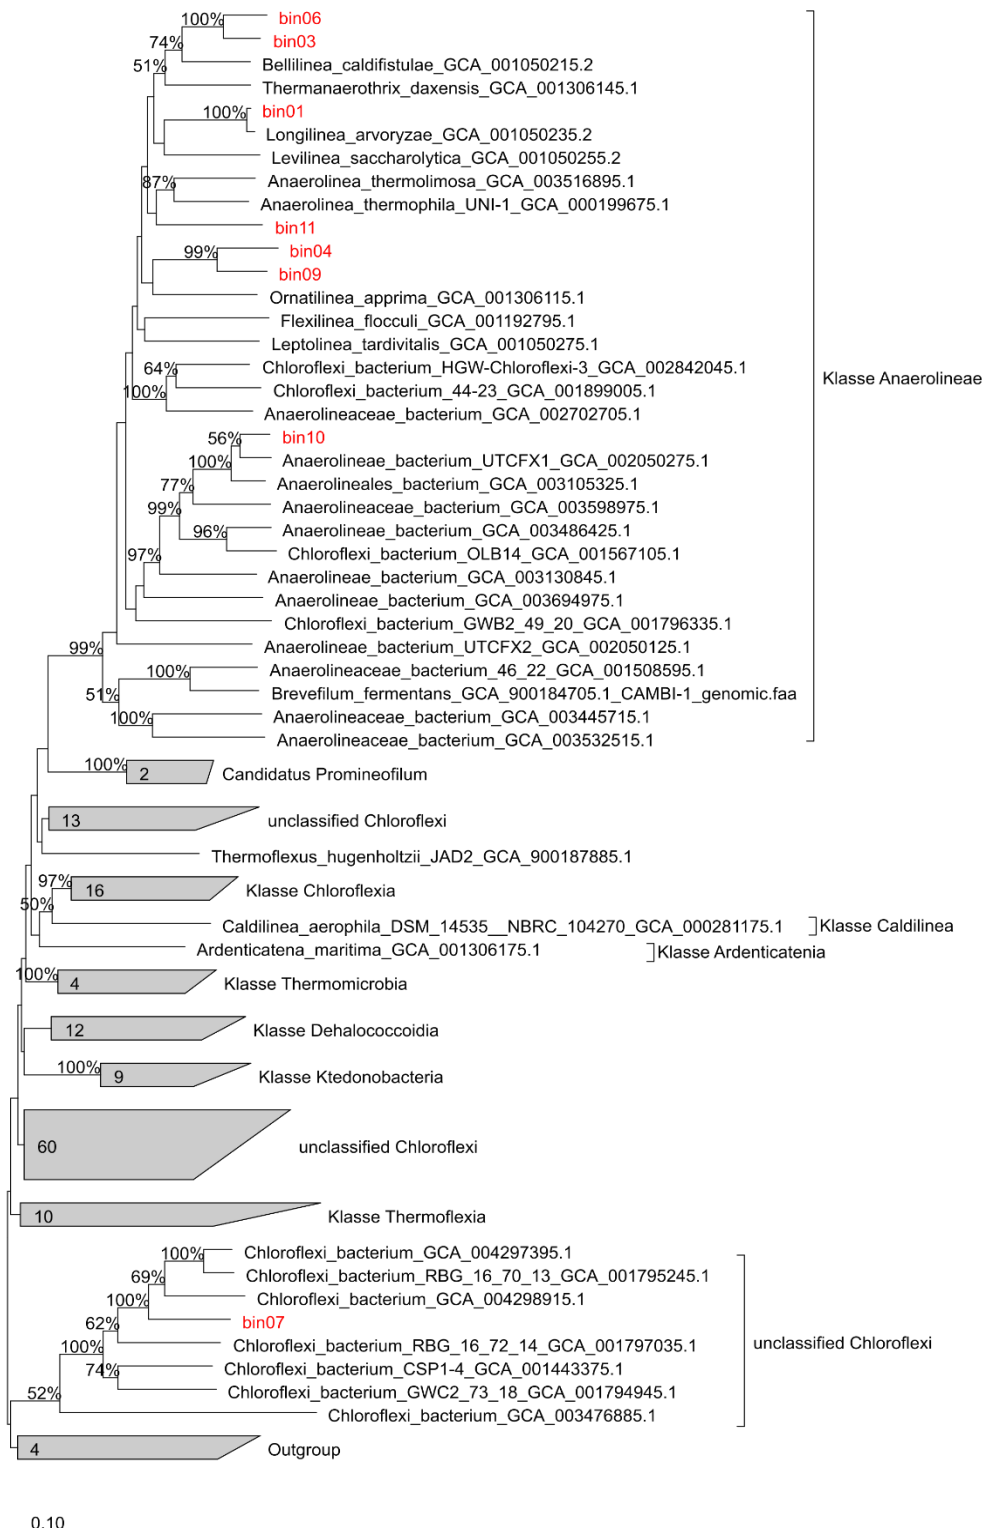 100%
bin06
74%
bin03
51%
Bellilinea_caldifistulae_GCA_001050215.2
Thermanaerothrix_daxensis_GCA_001306145.1
100%
bin01
Longilinea_arvoryzae_GCA_001050235.2
Levilinea_saccharolytica_GCA_001050255.2
87%
Anaerolinea_thermolimosa_GCA_003516895.1
Anaerolinea_thermophila_UNI-1_GCA_000199675.1
bin11
99%
bin04
bin09
Ornatilinea_apprima_GCA_001306115.1
Flexilinea_flocculi_GCA_001192795.1
Leptolinea_tardivitalis_GCA_001050275.1
64%
Chloroflexi_bacterium_HGW-Chloroflexi-3_GCA_002842045.1
Klasse Anaerolineae
100%
Chloroflexi_bacterium_44-23_GCA_001899005.1
Anaerolineaceae_bacterium_GCA_002702705.1
56%
bin10
100%
Anaerolineae_bacterium_UTCFX1_GCA_002050275.1
77%
Anaerolineales_bacterium_GCA_003105325.1
99%
Anaerolineaceae_bacterium_GCA_003598975.1
96%
Anaerolineae_bacterium_GCA_003486425.1
97%
Chloroflexi_bacterium_OLB14_GCA_001567105.1
Anaerolineae_bacterium_GCA_003130845.1
Anaerolineae_bacterium_GCA_003694975.1
Chloroflexi_bacterium_GWB2_49_20_GCA_001796335.1
99%
Anaerolineae_bacterium_UTCFX2_GCA_002050125.1
100%
Anaerolineaceae_bacterium_46_22_GCA_001508595.1
51%
Brevefilum_fermentans_GCA_900184705.1_CAMBI-1_genomic.faa
100%
Anaerolineaceae_bacterium_GCA_003445715.1
Anaerolineaceae_bacterium_GCA_003532515.1
100%
2
Candidatus Promineofilum
13
unclassified Chloroflexi
Thermoflexus_hugenholtzii_JAD2_GCA_900187885.1
97%
16
Klasse Chloroflexia
50%
Caldilinea_aerophila_DSM_14535__NBRC_104270_GCA_000281175.1
Klasse Caldilinea
Ardenticatena_maritima_GCA_001306175.1
Klasse Ardenticatenia
100%
4
Klasse Thermomicrobia
12
Klasse Dehalococcoidia
100%
9
Klasse Ktedonobacteria
60
unclassified Chloroflexi
10
Klasse Thermoflexia
100%
Chloroflexi_bacterium_GCA_004297395.1
69%
Chloroflexi_bacterium_RBG_16_70_13_GCA_001795245.1
100%
Chloroflexi_bacterium_GCA_004298915.1
62%
bin07
100%
Chloroflexi_bacterium_RBG_16_72_14_GCA_001797035.1
unclassified Chloroflexi
74%
Chloroflexi_bacterium_CSP1-4_GCA_001443375.1
52%
Chloroflexi_bacterium_GWC2_73_18_GCA_001794945.1
Chloroflexi_bacterium_GCA_003476885.1
4
Outgroup
0.10